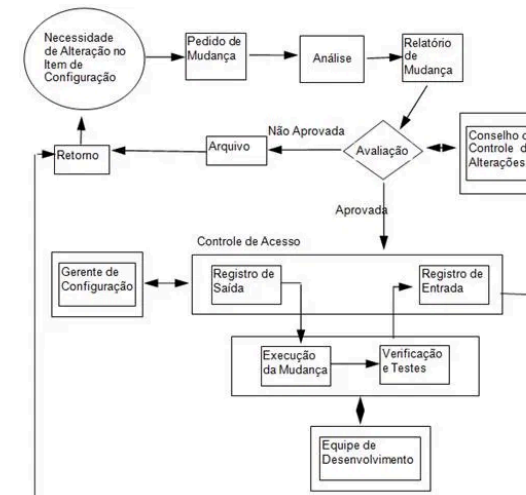 Necessidade
de Alteração no
Item de
Configuração
Pedido de
Mudança
Análise
Relatório
de
Mudança
Não Aprovada
Arquivo
Retorno
Avaliação
Conselho
Controle
Alterações
Aprovada
Controle de Acesso
Gerente de
Configuração
Registro de
Saída
Registro de
Entrada
Execução
da Mudança
Verificação
e Testes
Equipe de
Desenvolvimento